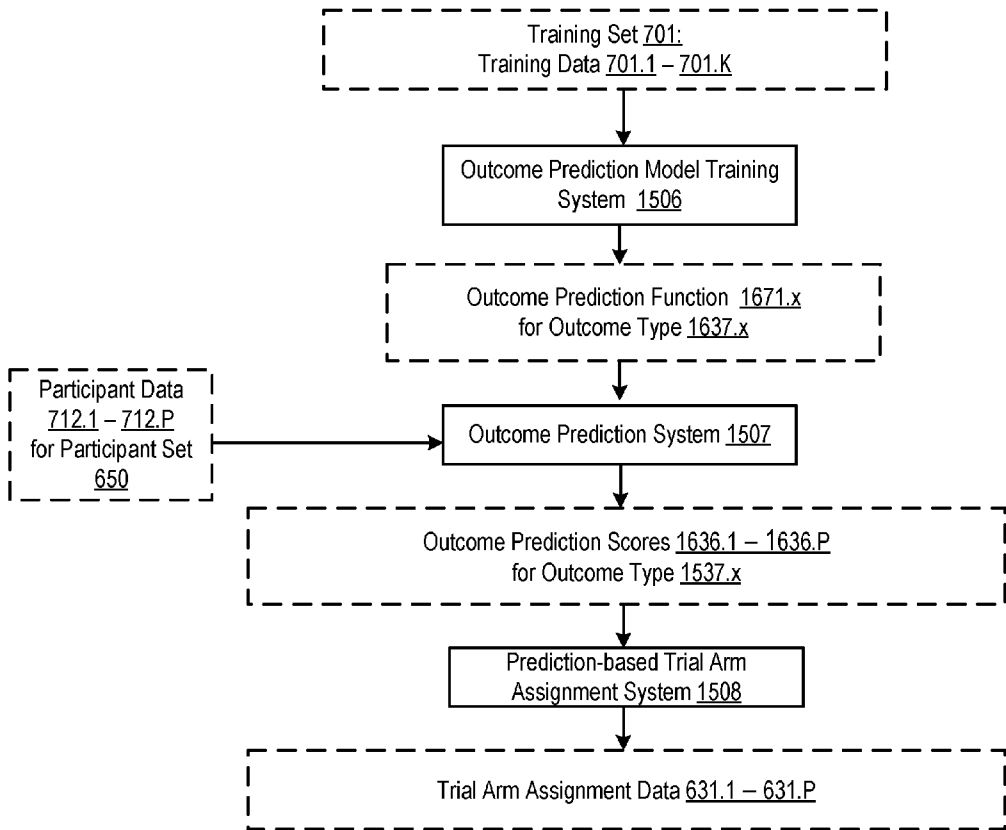 Training Set 701:
Training Data 701.1 – 701.K
Outcome Prediction Model Training
System 1506
Outcome Prediction Function 1671.x
for Outcome Type 1637.x
Participant Data
712.1 – 712.P
for Participant Set
650
Outcome Prediction System 1507
Outcome Prediction Scores 1636.1 – 1636.P
for Outcome Type 1537.x
Prediction-based Trial Arm
Assignment System 1508
Trial Arm Assignment Data 631.1 – 631.P